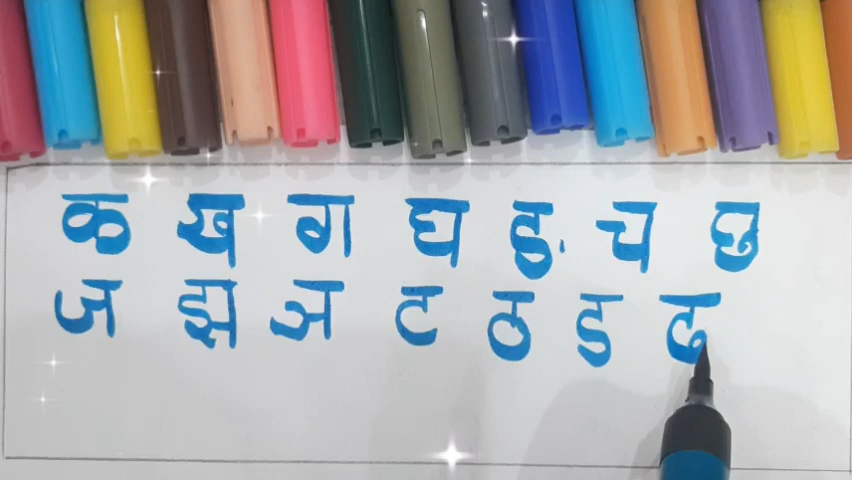 क ख ग घ ङ च छ
ज झ ञ ट ठ ड ढ